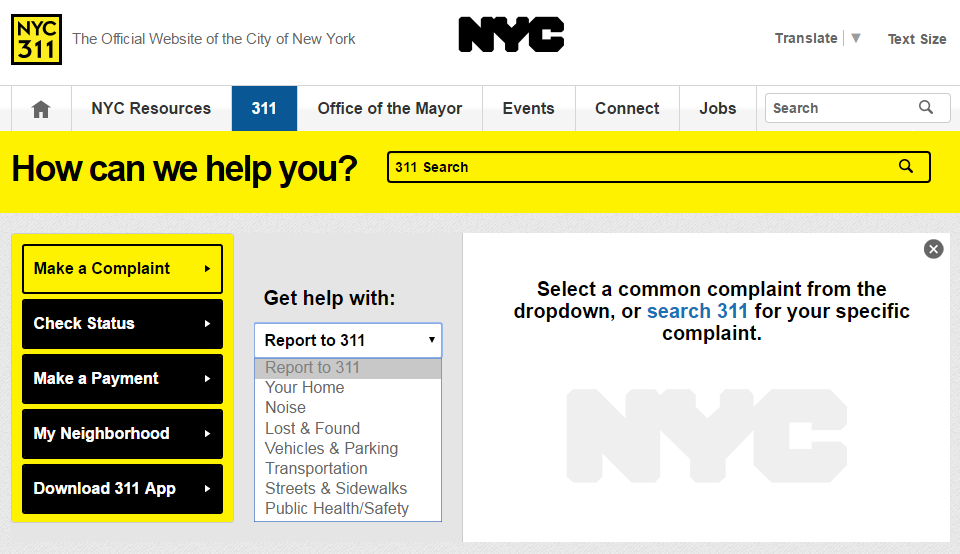 NYC
311
The Official Website of the City of New York
NYC
Translate ▼
Text Size
NYC Resources
311
Office of the Mayor
Events
Connect
Jobs
Search
How can we help you?
311 Search
Make a Complaint
Check Status
Make a Payment
My Neighborhood
Download 311 App
Get help with:
Report to 311
Report to 311
Your Home
Noise
Lost & Found
Vehicles & Parking
Transportation
Streets & Sidewalks
Public Health/Safety
Select a common complaint from the
dropdown, or search 311 for your specific
complaint.
NYC